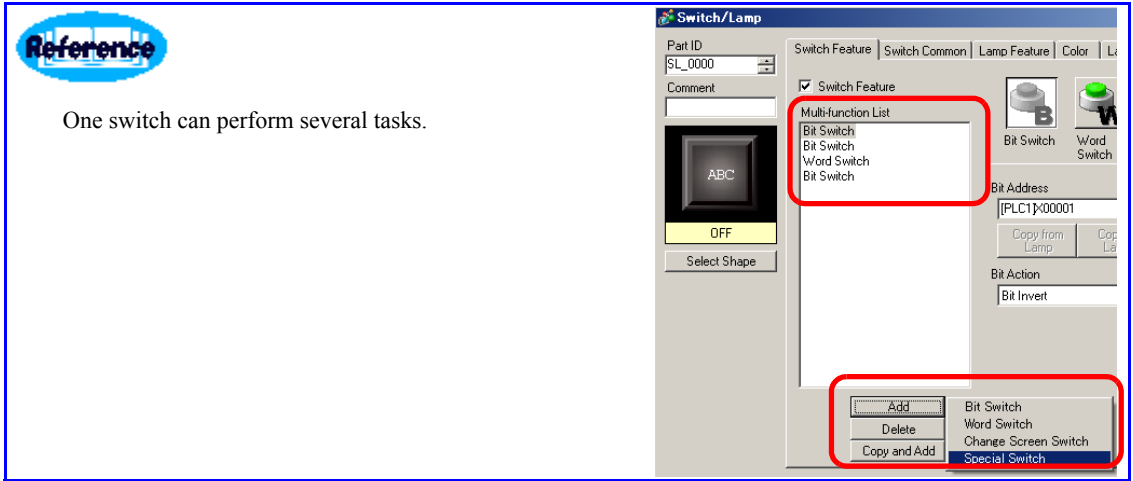 Reference
One switch can perform several tasks.
Switch/Lamp
Part ID
SL_0000
Comment
ABC
OFF
Select Shape
Switch Feature
Switch Common
Lamp Feature
Color
Switch Feature
Multi-function List
Bit Switch
Bit Switch
Word Switch
Bit Switch
B
Bit Switch
W
Word
Switch
Bit Address
[PLC1]X00001
Copy from
Lamp
Bit Action
Bit Invert
Add
Delete
Copy and Add
Bit Switch
Word Switch
Change Screen Switch
Special Switch